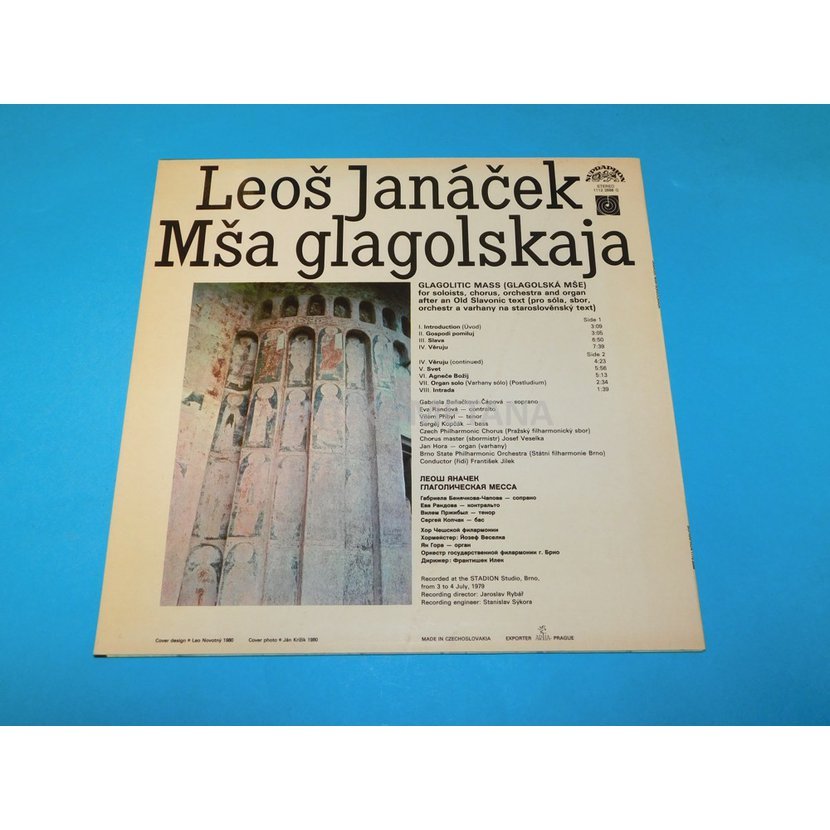 Leoš Janáček
Mša glagolskaja
SUPRAPHON
STEREO
GLAGOLITIC MASS (GLAGOLSKÁ MŠE)
for soloists, chorus, orchestra and organ
after an Old Slavonic text (pro sóla, sbor,
orchestr a varhany na staroslověnský text)
Side 1
I. Introduction (Úvod) 3:09
II. Gospodi pomiluj 3:05
III. Slava 6:50
IV. Věruju 7:39
Side 2
IV. Věruju (continued) 4:23
V. Svet 5:56
VI. Agneče Božij 5:13
VII. Organ solo (Varhany sólo) (Postludium) 2:34
VIII. Intrada 1:39
Gabriela Beňačková-Čápová — soprano
Eva Randová — contralto
Vilém Přibyl — tenor
Sergěj Kopčák — bass
Czech Philharmonic Chorus (Pražský filharmonický sbor)
Chorus master (sbormistr) Josef Veselka
Jan Hora — organ (varhany)
Brno State Philharmonic Orchestra (Státní filharmonie Brno)
Conductor (řídí) František Jílek
ЛЕОШ ЯНАЧЕК
ГЛАГОЛИЧЕСКАЯ МЕССА
Габриела Бенячкова-Чапова — сопрано
Ева Рандова — контральто
Вилем Пржибыл — тенор
Сергей Копчак — бас
Хор Чешской филармонии
Хормейстер: Йозеф Веселка
Ян Гора — орган
Оркестр государственной филармонии г. Брно
Дирижер: Франтишек Илек
Recorded at the STADION Studio, Brno,
from 3 to 4 July, 1979
Recording director: Jaroslav Rybář
Recording engineer: Stanislav Sýkora
Cover design Leo Novotný 1980 Cover photo Ján Krížik 1980 MADE IN CZECHOSLOVAKIA EXPORTER ARTIA PRAGUE